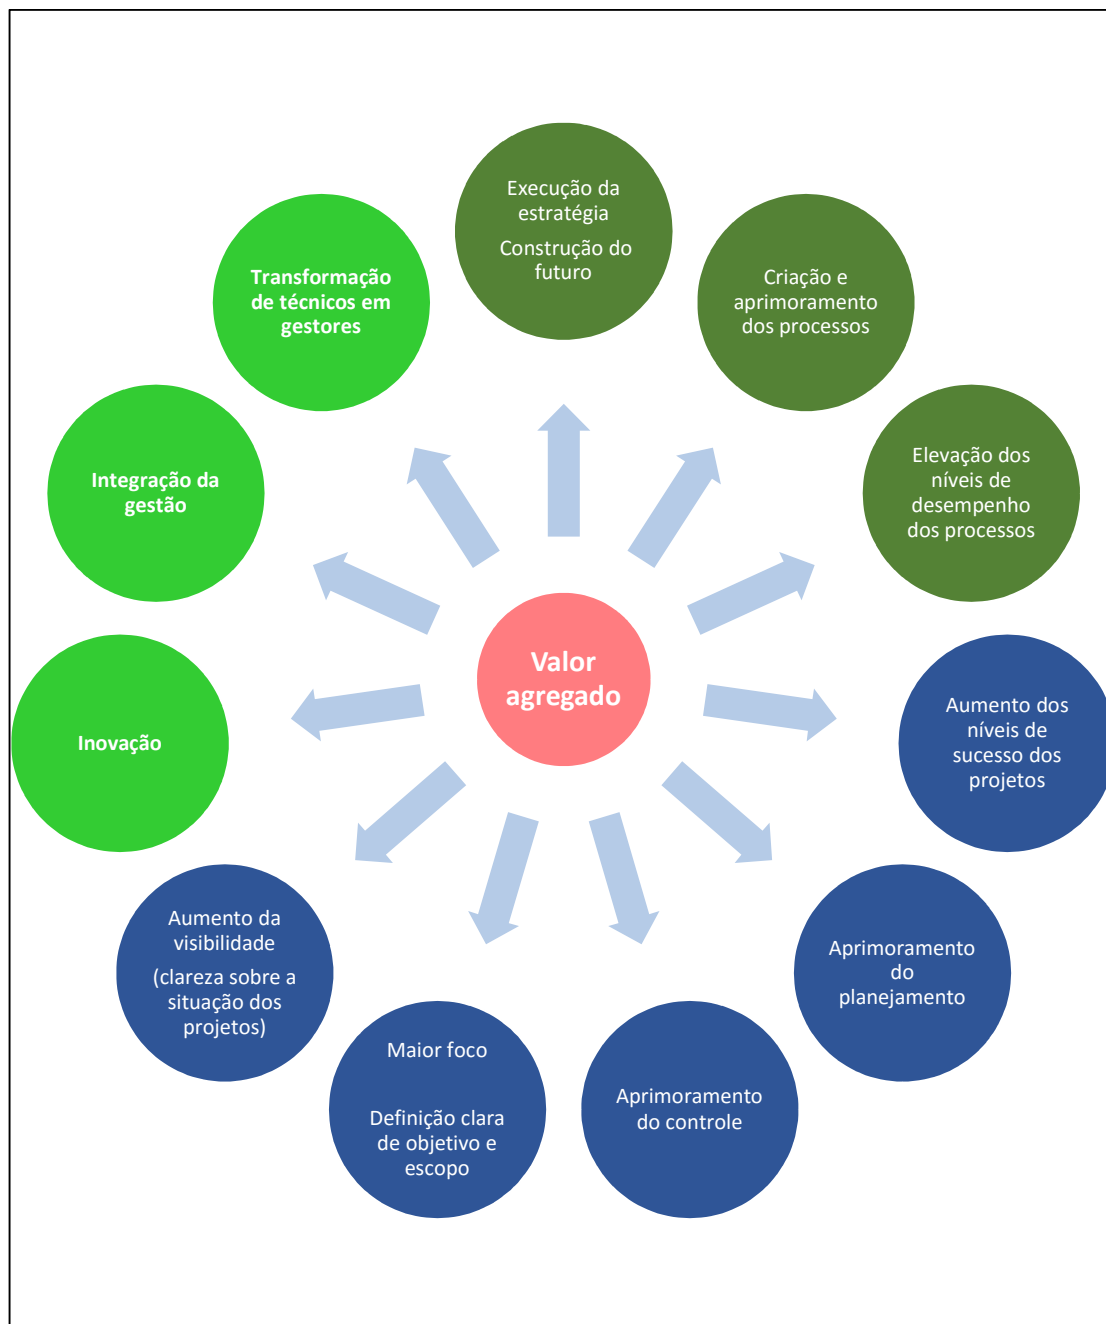 Execução da
estratégia
Construção do
futuro
Criação e
aprimoramento
dos processos
Elevação dos
níveis de
desempenho
dos processos
Aumento dos
níveis de
sucesso dos
projetos
Aprimoramento
do
planejamento
Aprimoramento
do controle
Maior foco
Definição clara
de objetivo e
escopo
Aumento da
visibilidade
(clareza sobre a
situação dos
projetos)
Inovação
Integração da
gestão
Transformação
de técnicos em
gestores
Valor
agregado